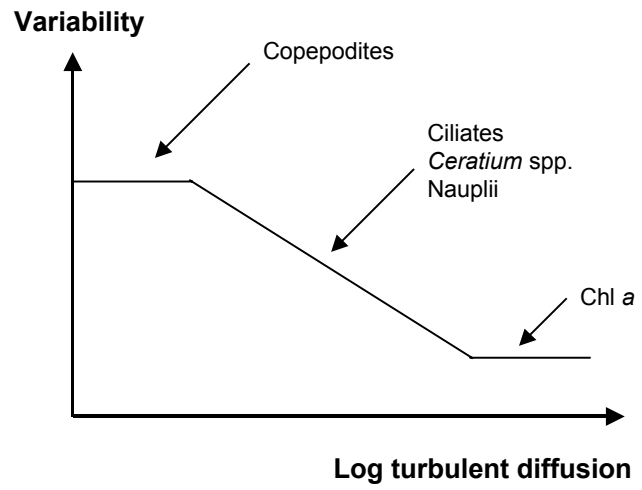 Variability
Copepodites
Ciliates
Ceratium spp.
Nauplii
Chl a
Log turbulent diffusion